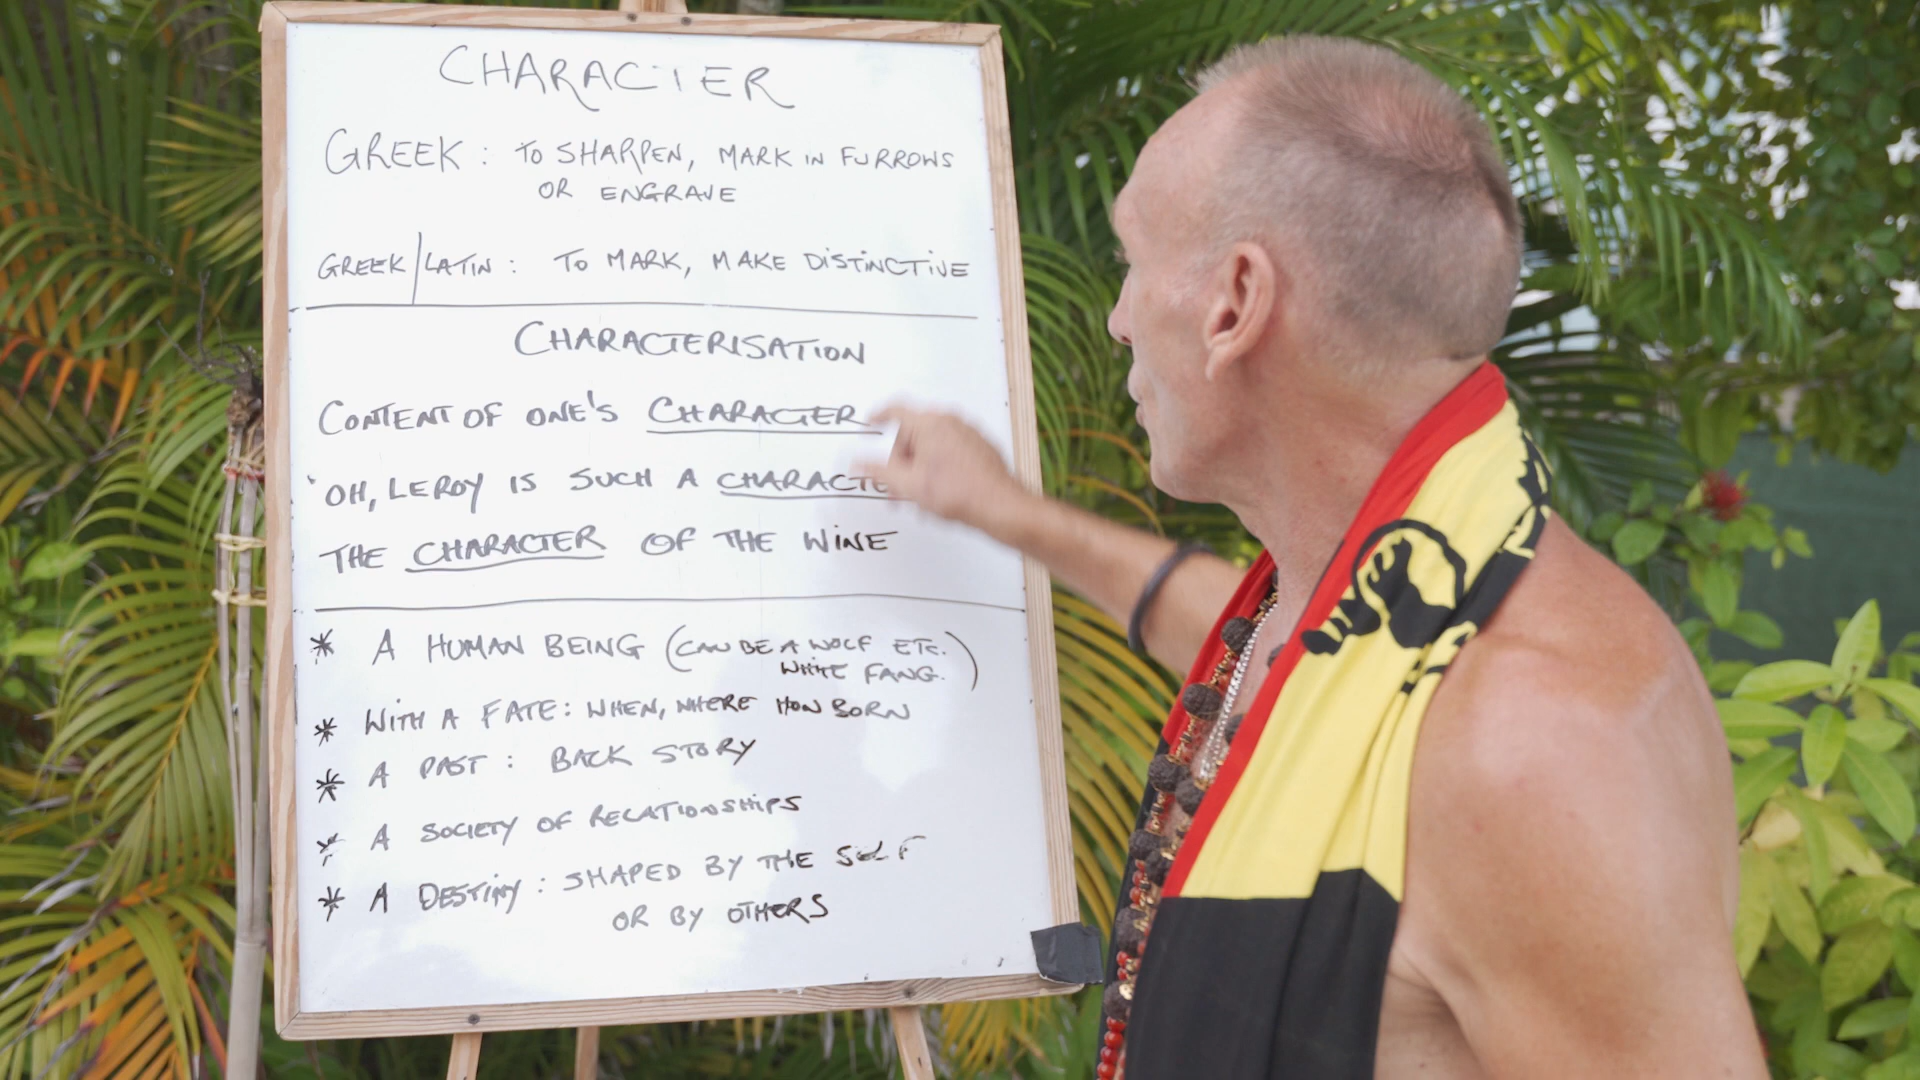 CHARACTER
GREEK : TO SHARPEN, MARK IN FURROWS
OR ENGRAVE
GREEK/LATIN : TO MARK, MAKE DISTINCTIVE
CHARACTERISATION
CONTENT OF ONE'S CHARACTER
'OH, LEROY IS SUCH A CHARACTE
THE CHARACTER OF THE WINE
* A HUMAN BEING (CAN BE A WOLF ETC.
WHITE FANG.)
* WITH A FATE : WHEN, WHERE HOW BORN
* A PAST : BACK STORY
* A SOCIETY OF RELATIONSHIPS
* A DESTINY : SHAPED BY THE SELF
OR BY OTHERS